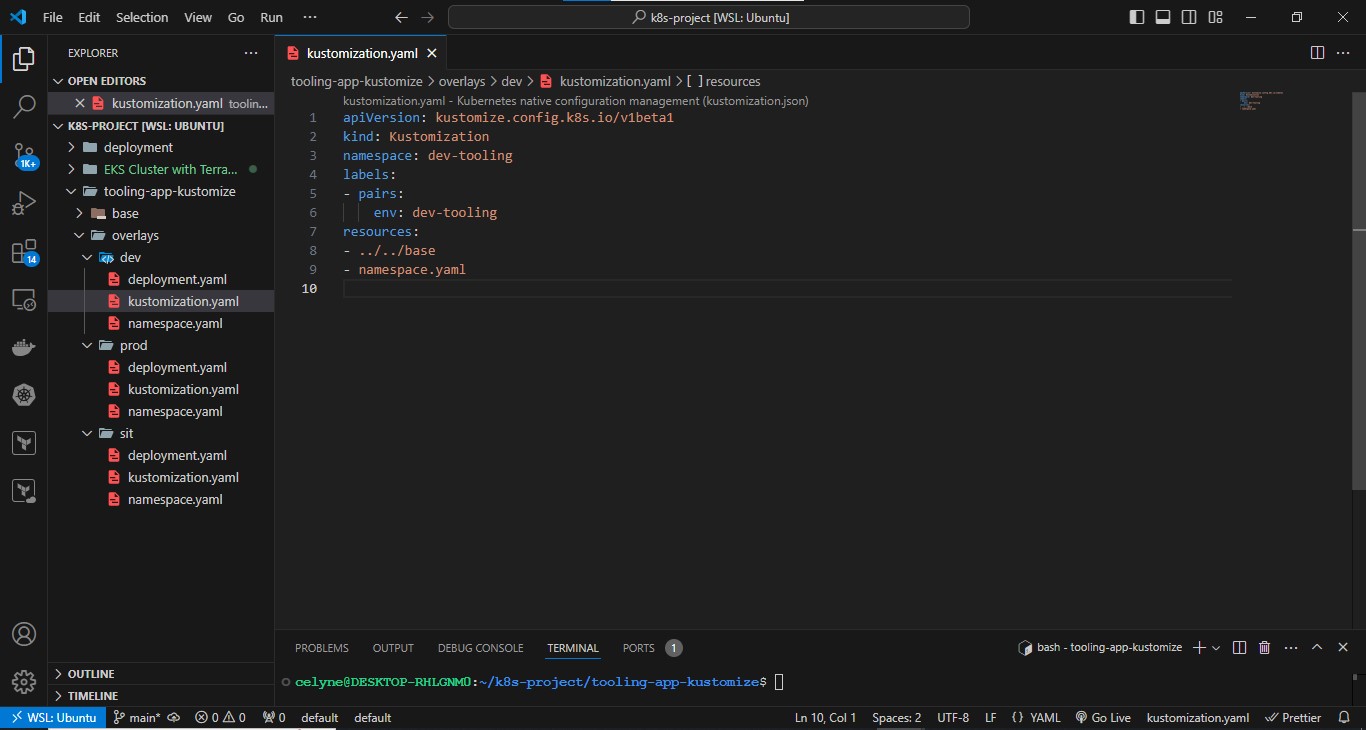 File Edit Selection View Go Run ···
k8s-project [WSL: Ubuntu]
EXPLORER ···
OPEN EDITORS
kustomization.yaml toolin...
K8S-PROJECT [WSL: UBUNTU]
deployment
EKS Cluster with Terra...
tooling-app-kustomize
base
overlays
dev
deployment.yaml
kustomization.yaml
namespace.yaml
prod
deployment.yaml
kustomization.yaml
namespace.yaml
sit
deployment.yaml
kustomization.yaml
namespace.yaml
OUTLINE
TIMELINE
1K+
14
kustomization.yaml
tooling-app-kustomize > overlays > dev > kustomization.yaml > [ ] resources
kustomization.yaml - Kubernetes native configuration management (kustomization.json)
1 apiVersion: kustomize.config.k8s.io/v1beta1
2 kind: Kustomization
3 namespace: dev-tooling
4 labels:
5 - pairs:
6 env: dev-tooling
7 resources:
8 - ../../base
9 - namespace.yaml
10
PROBLEMS OUTPUT DEBUG CONSOLE TERMINAL PORTS 1
bash - tooling-app-kustomize
celyne@DESKTOP-RHLGNM0:~/k8s-project/tooling-app-kustomize$
WSL: Ubuntu main* 0 0 0 default default
Ln 10, Col 1 Spaces: 2 UTF-8 LF {} YAML Go Live kustomization.yaml Prettier